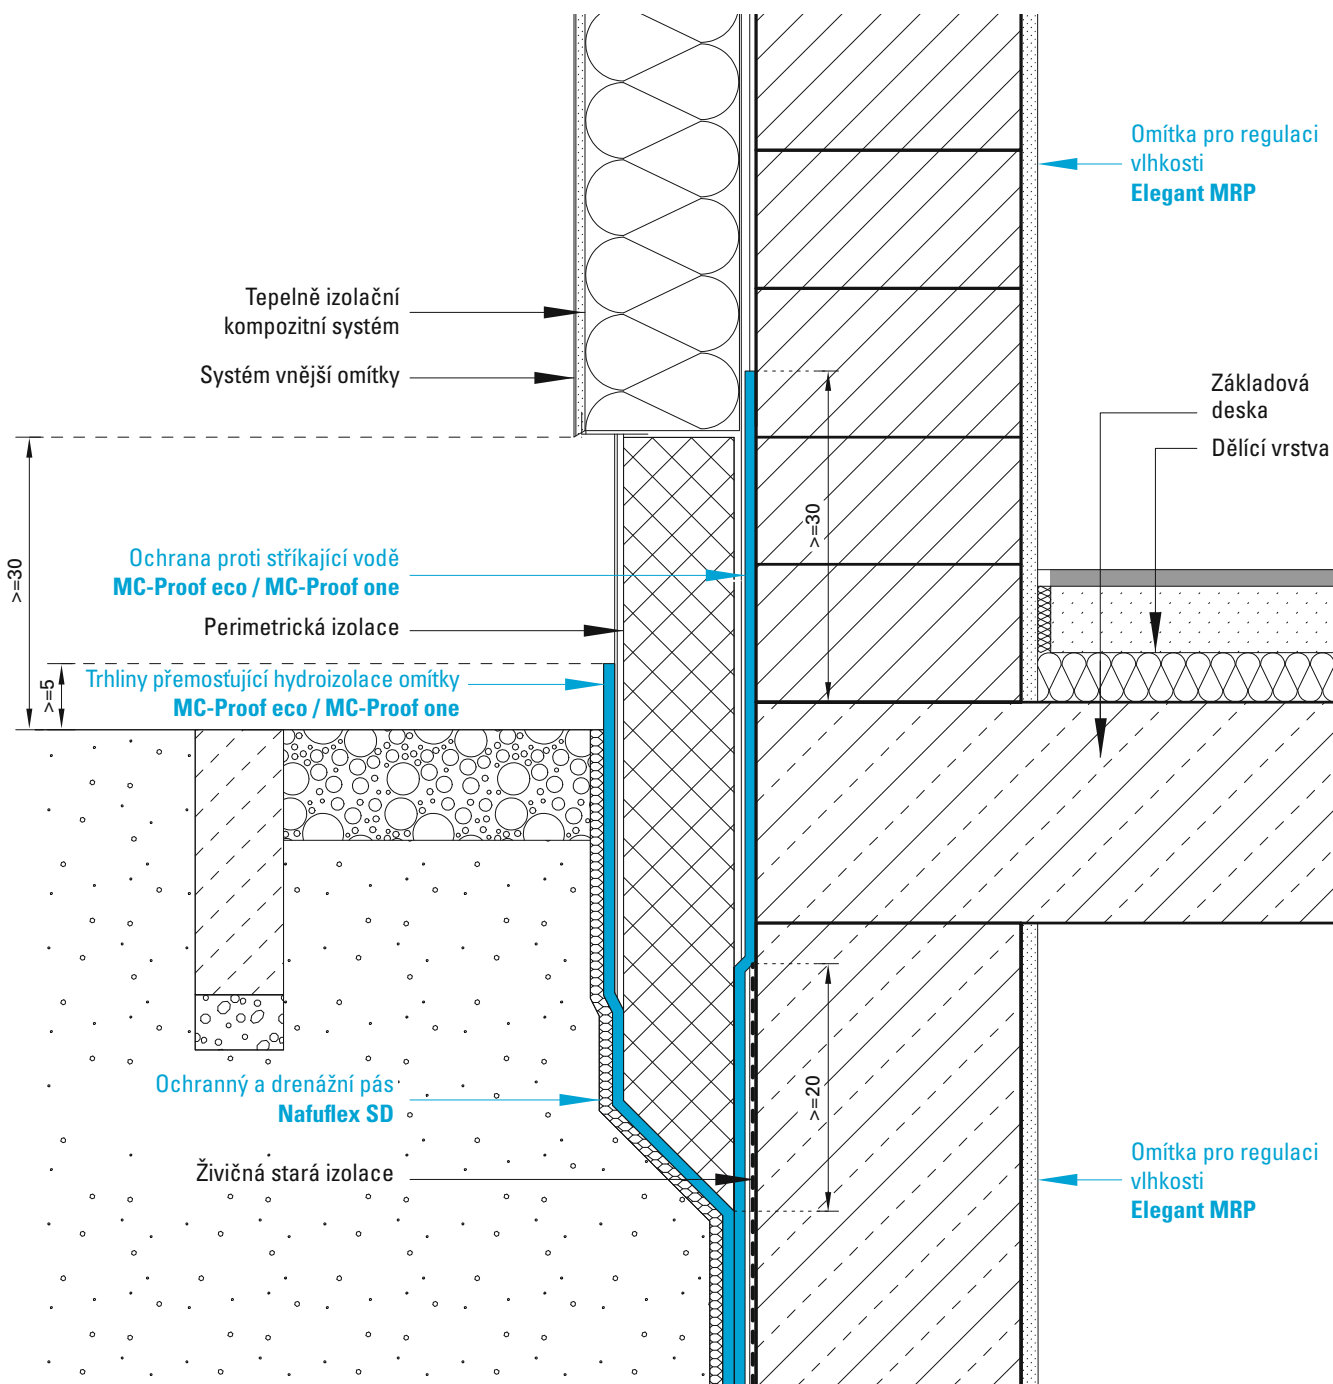 Omítka pro regulaci
vlhkosti
Elegant MRP
Tepelně izolační
kompozitní systém
Systém vnější omítky
Základová
deska
Dělící vrstva
>=30
>=30
Ochrana proti stříkající vodě
MC-Proof eco / MC-Proof one
Perimetrická izolace
>=5
Trhliny přemosťující hydroizolace omítky
MC-Proof eco / MC-Proof one
Ochranný a drenážní pás
Nafuflex SD
>=20
Živičná stará izolace
Omítka pro regulaci
vlhkosti
Elegant MRP